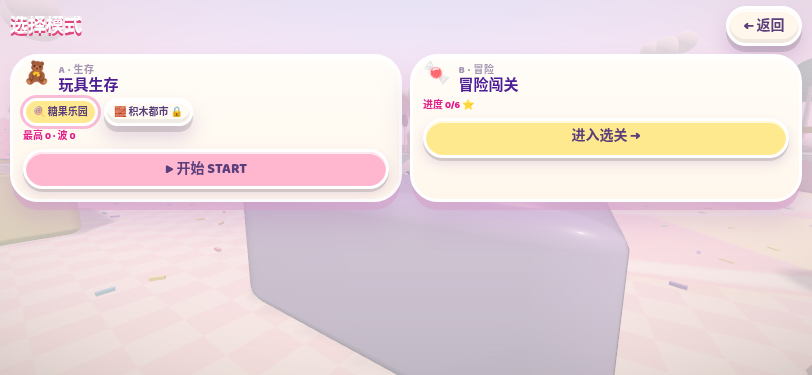 选择模式
← 返回
A · 生存
玩具生存
糖果乐园
积木都市
最高 0 · 波 0
▶ 开始 START
B · 冒险
冒险闯关
进度 0/6 ⭐
进入选关 →